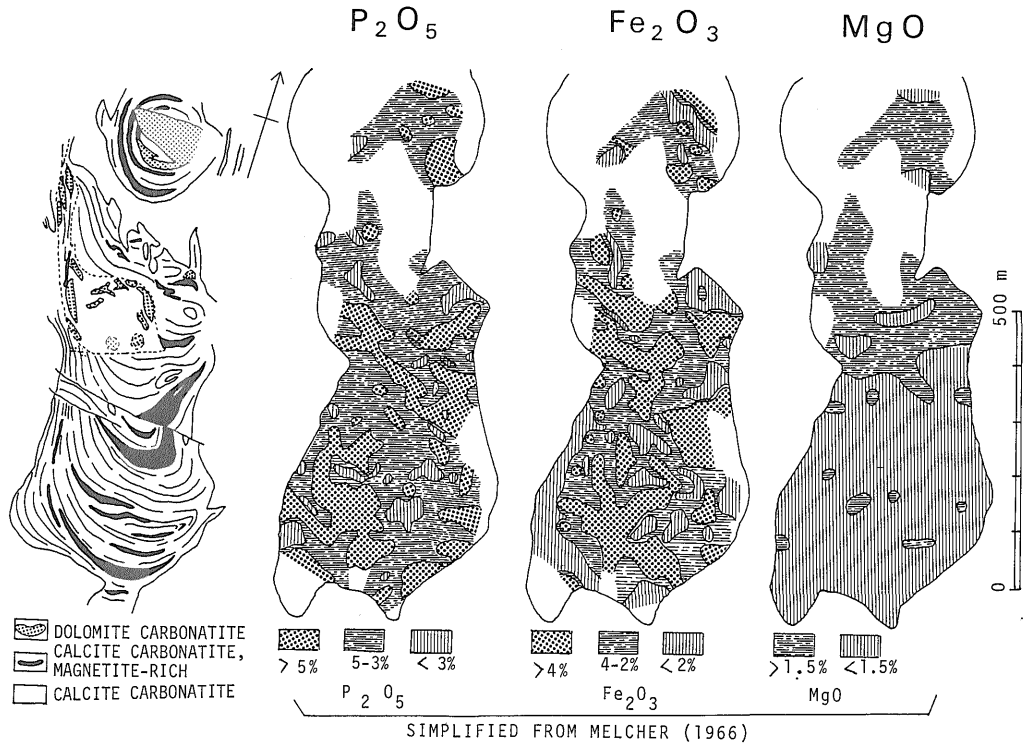 P2O5
Fe2O3
MgO
500 m
0
DOLOMITE CARBONATITE
CALCITE CARBONATITE,
MAGNETITE-RICH
CALCITE CARBONATITE
> 5% 5-3% < 3%
P2O5
>4% 4-2% <2%
Fe2O3
>1.5% <1.5%
MgO
SIMPLIFIED FROM MELCHER (1966)